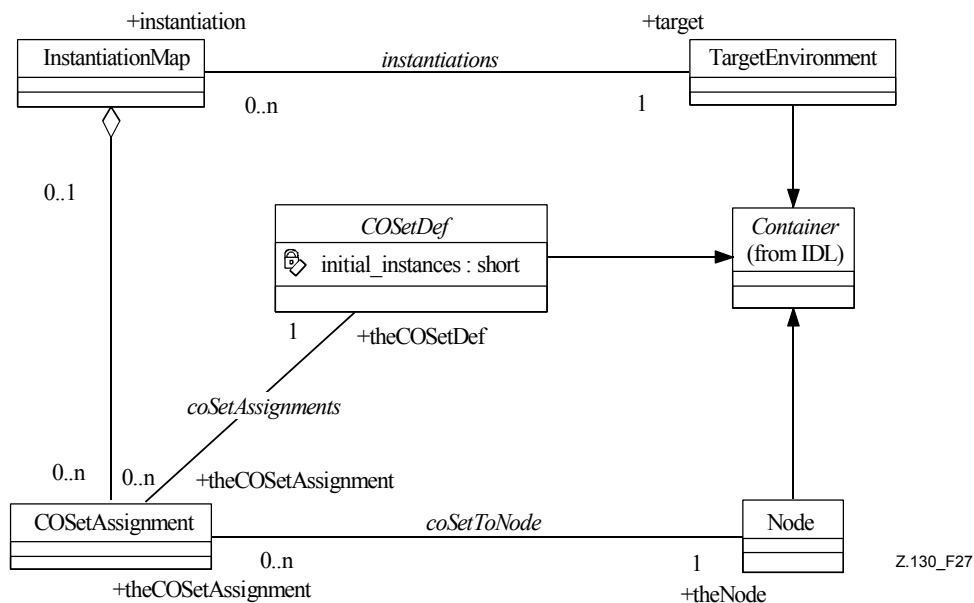 +instantiation
+target
InstantiationMap
instantiations
TargetEnvironment
0..n
1
0..1
COSetDef
initial_instances : short
Container
(from IDL)
1
+theCOSetDef
coSetAssignments
0..n
0..n
+theCOSetAssignment
COSetAssignment
coSetToNode
Node
0..n
1
+theCOSetAssignment
+theNode
Z.130_F27